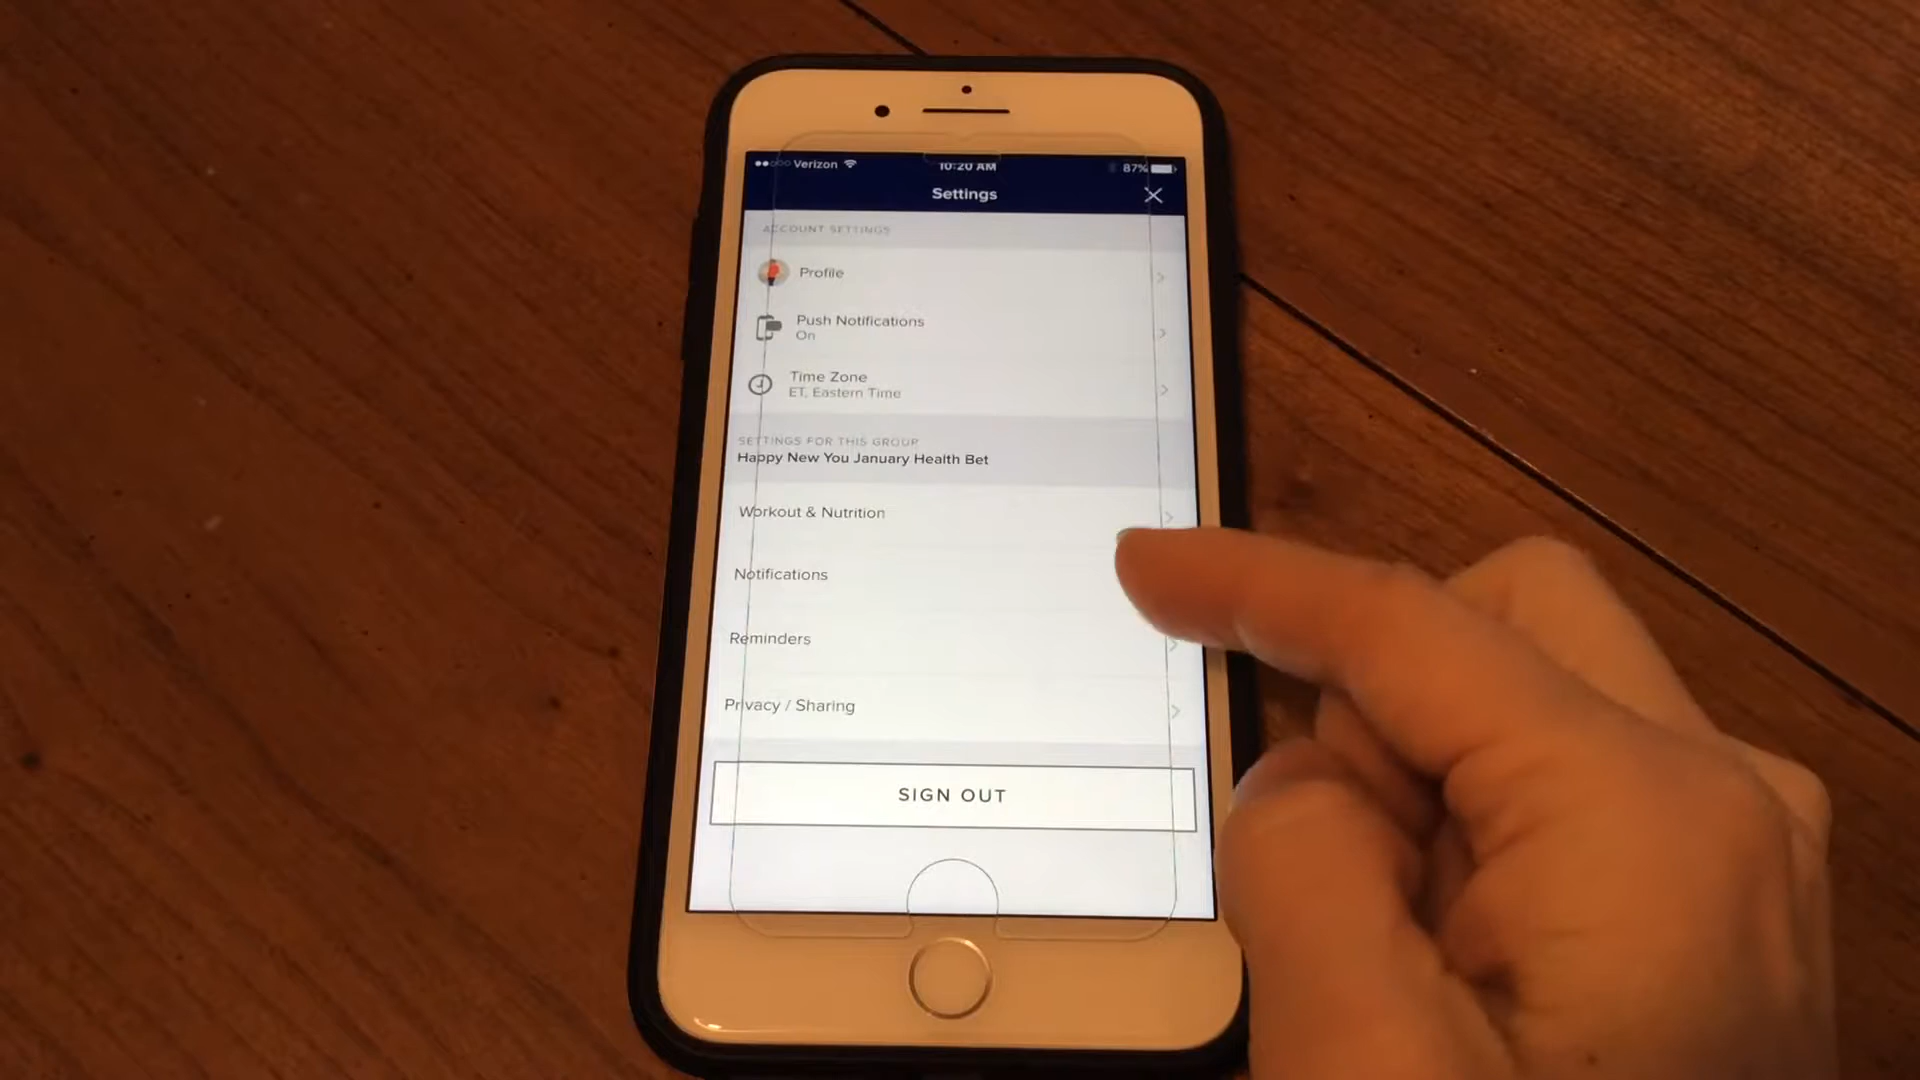 Verizon 10:20 AM 87%
Settings
ACCOUNT SETTINGS
Profile
Push Notifications
On
Time Zone
ET, Eastern Time
SETTINGS FOR THIS GROUP
Happy New You January Health Bet
Workout & Nutrition
Notifications
Reminders
Privacy / Sharing
SIGN OUT